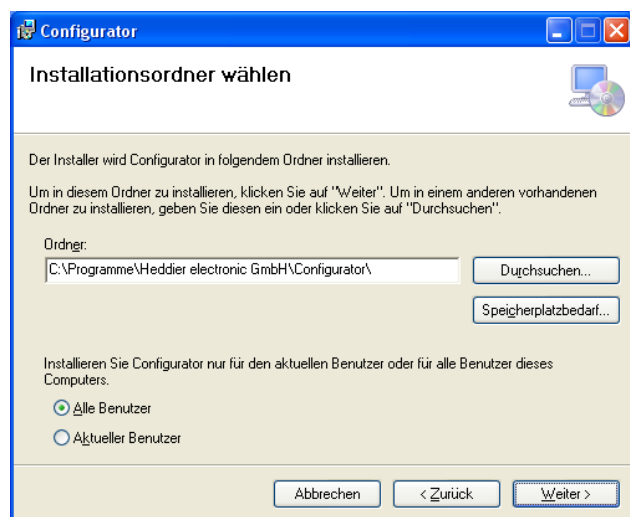 Configurator
Installationsordner wählen
Der Installer wird Configurator in folgendem Ordner installieren.
Um in diesem Ordner zu installieren, klicken Sie auf "Weiter". Um in einem anderen vorhandenen
Ordner zu installieren, geben Sie diesen ein oder klicken Sie auf "Durchsuchen".
Ordner:
C:\Programme\Heddier electronic GmbH\Configurator\
Durchsuchen...
Speicherplatzbedarf...
Installieren Sie Configurator nur für den aktuellen Benutzer oder für alle Benutzer dieses
Computers.
Alle Benutzer
Aktueller Benutzer
Abbrechen
< Zurück
Weiter >